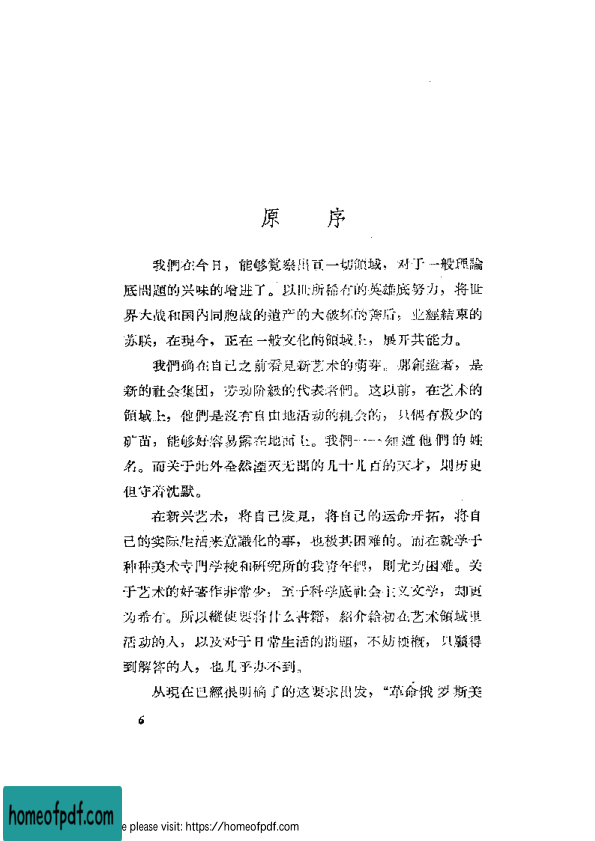 原 序
我們在今日，能够覚察出亘一切領域，对于一般理論
底問題的兴味的增进了。以世所稀有的英雄底努力，将世
界大战和国内同胞战的遺产的大破坏的善后，业經結束的
苏联，在現今，正在一般文化的領域上，展开其能力。
我們确在自己之前看見新艺术的萌芽。那創造者，是
新的社会集团，劳动阶級的代表者們。这以前，在艺术的
領域上，他們是沒有自由地活动的机会的，只偶有极少的
矿苗，能够好容易露在地面上。我們一一知道他們的姓
名。而关于此外全然湮灭无聞的几十几百的天才，則历史
但守着沈默。
在新兴艺术，将自己发見，将自己的运命开拓，将自
己的实际生活来意識化的事，也极其困难的。而在就学于
种种美术专門学校和研究所的我青年們，則尤为困难。关
于艺术的好著作非常少，至于科学底社会主义文学，却更
为希有。所以縱使要将什么書籍，紹介給初在艺术領域里
活动的人，以及对于日常生活的問題，不妨梗概，只願得
到解答的人，也几乎办不到。
从現在已經很明确了的这要求出发，“革命俄罗斯美
6
homeofpdf.com
e please visit: https://homeofpdf.com